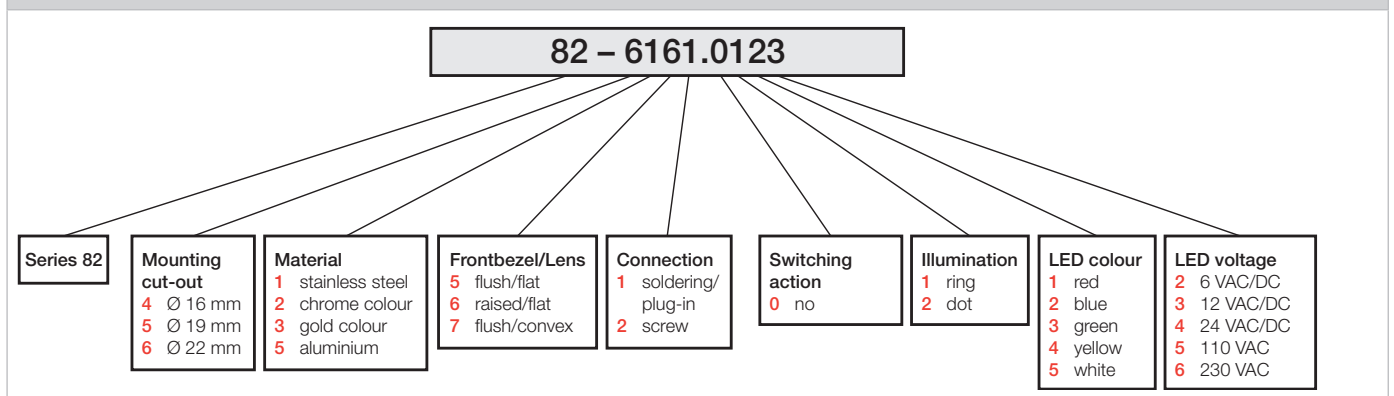 82 – 6161.0123
Series 82
Mounting
cut-out
4 Ø 16 mm
5 Ø 19 mm
6 Ø 22 mm
Material
1 stainless steel
2 chrome colour
3 gold colour
5 aluminium
Frontbezel/Lens
5 flush/flat
6 raised/flat
7 flush/convex
Connection
1 soldering/
plug-in
2 screw
Switching
action
0 no
Illumination
1 ring
2 dot
LED colour
1 red
2 blue
3 green
4 yellow
5 white
LED voltage
2 6 VAC/DC
3 12 VAC/DC
4 24 VAC/DC
5 110 VAC
6 230 VAC